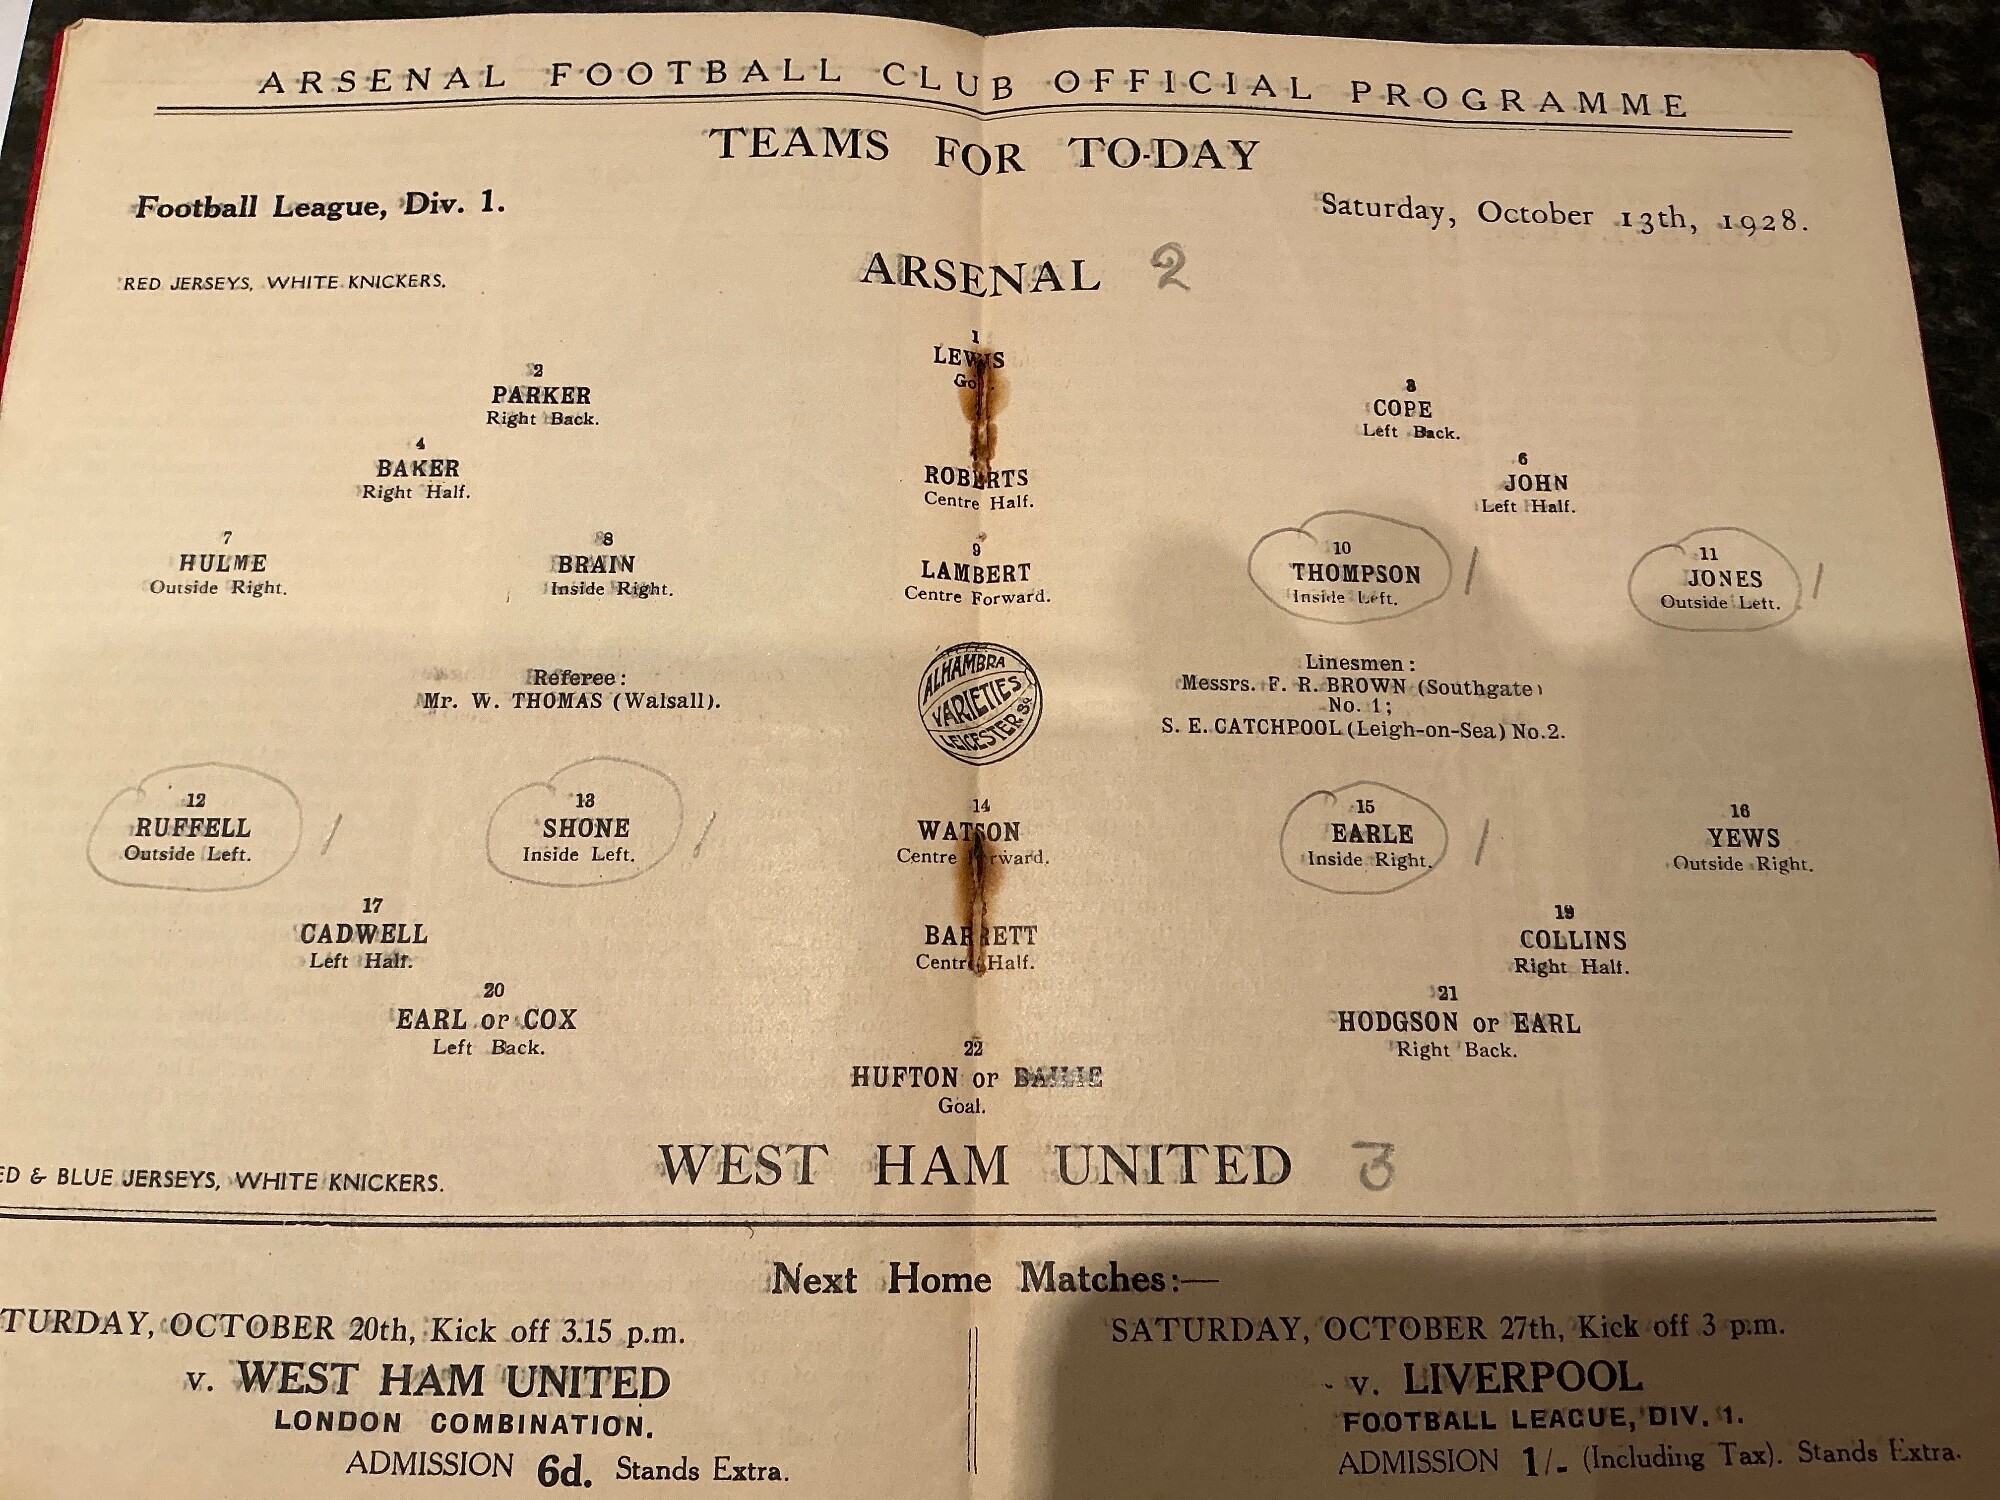 ARSENAL FOOTBALL CLUB OFFICIAL PROGRAMME
TEAMS FOR TO-DAY
Football League, Div. 1.
Saturday, October 13th, 1928.
RED JERSEYS, WHITE KNICKERS.
ARSENAL 2
1
LEWIS
2
PARKER
Right Back.
3
COPE
Left Back.
4
BAKER
Right Half.
ROBERTS
Centre Half.
6
JOHN
Left Half.
7
HULME
Outside Right.
8
BRAIN
Inside Right.
9
LAMBERT
Centre Forward.
10
THOMPSON /
Inside Left.
11
JONES /
Outside Left.
Referee:
Mr. W. THOMAS (Walsall).
ALHAMBRA
VARIETIES
LEICESTER SQ
Linesmen:
Messrs. F. R. BROWN (Southgate)
No. 1;
S. E. CATCHPOOL (Leigh-on-Sea) No.2.
12
RUFFELL /
Outside Left.
13
SHONE /
Inside Left.
14
WATSON
Centre Forward.
15
EARLE /
Inside Right.
16
YEWS
Outside Right.
17
CADWELL
Left Half.
BARRETT
Centre Half.
19
COLLINS
Right Half.
20
EARL or COX
Left Back.
21
HODGSON or EARL
Right Back.
22
HUFTON or BAILIE
Goal.
ED & BLUE JERSEYS, WHITE KNICKERS.
WEST HAM UNITED 3
Next Home Matches:—
TURDAY, OCTOBER 20th, Kick off 3.15 p.m.
v. WEST HAM UNITED
LONDON COMBINATION.
ADMISSION 6d. Stands Extra.
SATURDAY, OCTOBER 27th, Kick off 3 p.m.
v. LIVERPOOL
FOOTBALL LEAGUE, DIV. 1.
ADMISSION 1/- (Including Tax). Stands Extra.